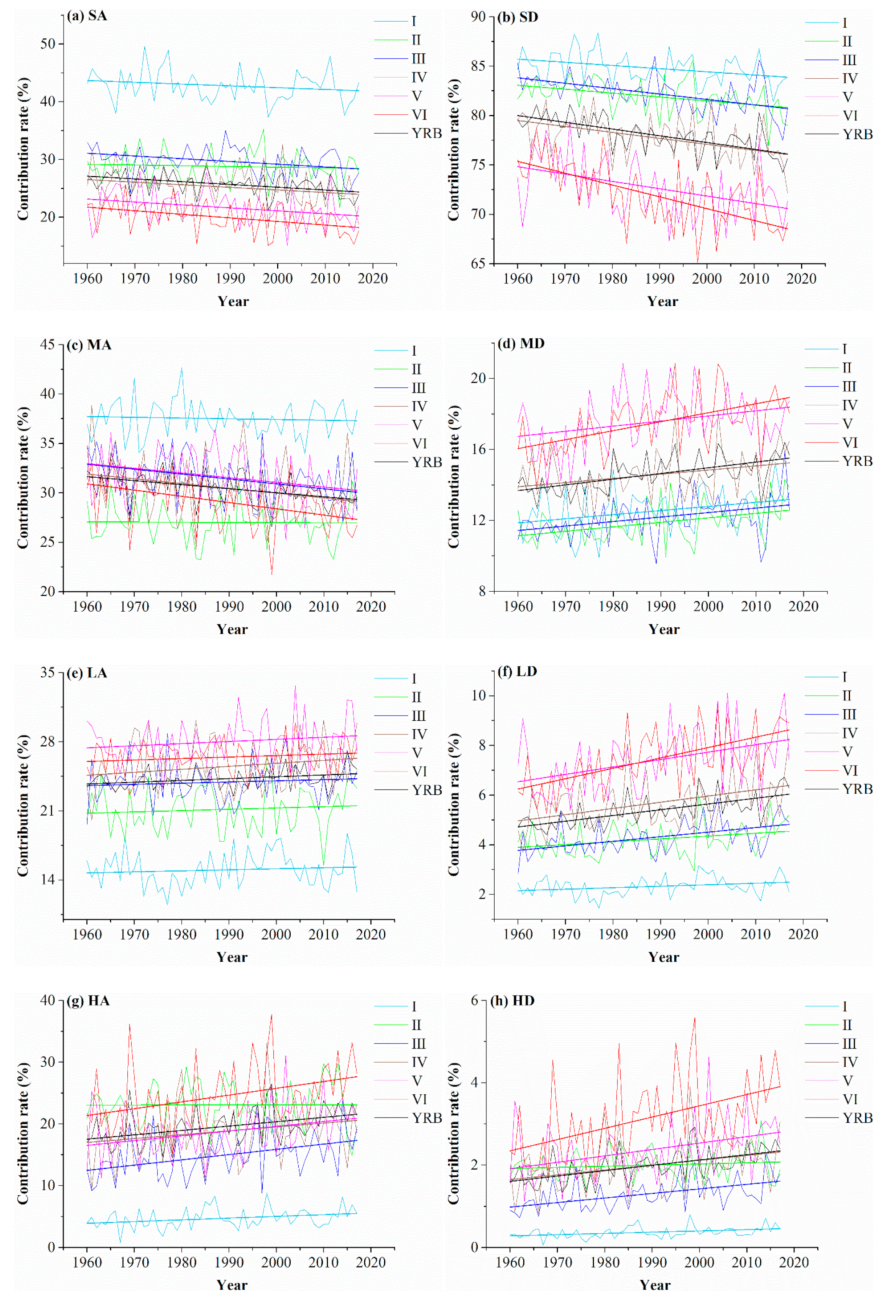 (a) SA
I
II
III
IV
V
VI
YRB
Contribution rate (%)
50
40
30
20
1960 1970 1980 1990 2000 2010 2020
Year
(b) SD
I
II
III
IV
V
VI
YRB
Contribution rate (%)
90
85
80
75
70
65
1960 1970 1980 1990 2000 2010 2020
Year
(c) MA
I
II
III
IV
V
VI
YRB
Contribution rate (%)
45
40
35
30
25
20
1960 1970 1980 1990 2000 2010 2020
Year
(d) MD
I
II
III
IV
V
VI
YRB
Contribution rate (%)
20
16
12
8
1960 1970 1980 1990 2000 2010 2020
Year
(e) LA
I
II
III
IV
V
VI
YRB
Contribution rate (%)
35
28
21
14
1960 1970 1980 1990 2000 2010 2020
Year
(f) LD
I
II
III
IV
V
VI
YRB
Contribution rate (%)
10
8
6
4
2
1960 1970 1980 1990 2000 2010 2020
Year
(g) HA
I
II
III
IV
V
VI
YRB
Contribution rate (%)
40
30
20
10
0
1960 1970 1980 1990 2000 2010 2020
Year
(h) HD
I
II
III
IV
V
VI
YRB
Contribution rate (%)
6
4
2
0
1960 1970 1980 1990 2000 2010 2020
Year